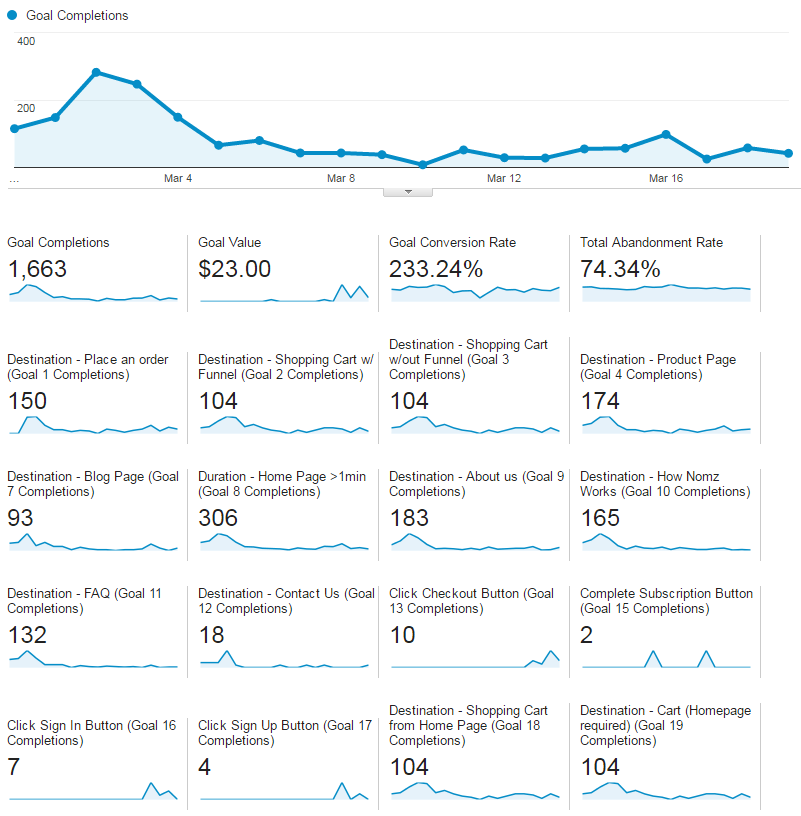 Goal Completions
400
200
...
Mar 4
Mar 8
Mar 12
Mar 16
Goal Completions
1,663
Goal Value
$23.00
Goal Conversion Rate
233.24%
Total Abandonment Rate
74.34%
Destination - Place an order
(Goal 1 Completions)
150
Destination - Shopping Cart w/
Funnel (Goal 2 Completions)
104
Destination - Shopping Cart
w/out Funnel (Goal 3
Completions)
104
Destination - Product Page
(Goal 4 Completions)
174
Destination - Blog Page (Goal
7 Completions)
93
Duration - Home Page >1min
(Goal 8 Completions)
306
Destination - About us (Goal 9
Completions)
183
Destination - How Nomz
Works (Goal 10 Completions)
165
Destination - FAQ (Goal 11
Completions)
132
Destination - Contact Us (Goal
12 Completions)
18
Click Checkout Button (Goal
13 Completions)
10
Complete Subscription Button
(Goal 15 Completions)
2
Click Sign In Button (Goal 16
Completions)
7
Click Sign Up Button (Goal 17
Completions)
4
Destination - Shopping Cart
from Home Page (Goal 18
Completions)
104
Destination - Cart (Homepage
required) (Goal 19
Completions)
104